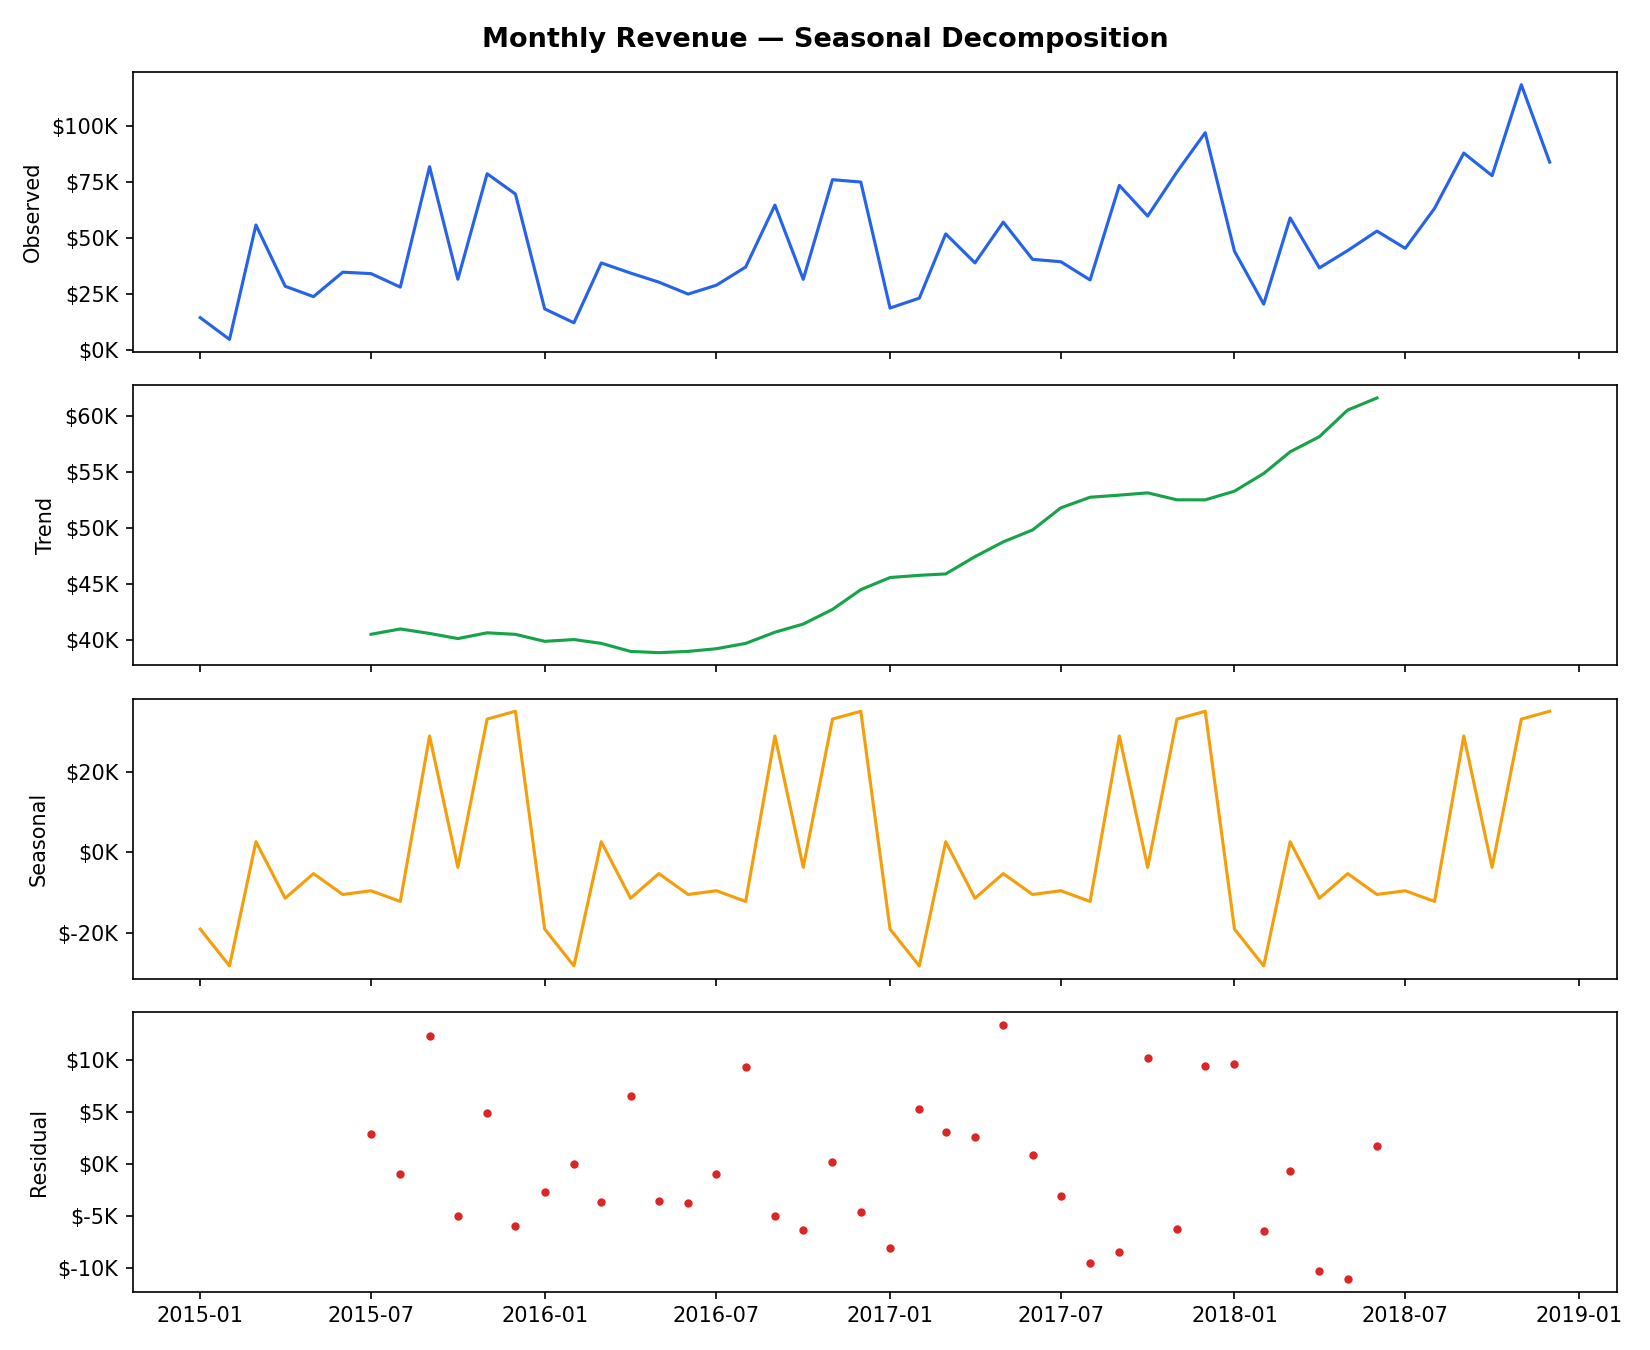 Monthly Revenue — Seasonal Decomposition
Observed
$100K
$75K
$50K
$25K
$0K
Trend
$60K
$55K
$50K
$45K
$40K
Seasonal
$20K
$0K
$-20K
Residual
$10K
$5K
$0K
$-5K
$-10K
2015-01 2015-07 2016-01 2016-07 2017-01 2017-07 2018-01 2018-07 2019-01